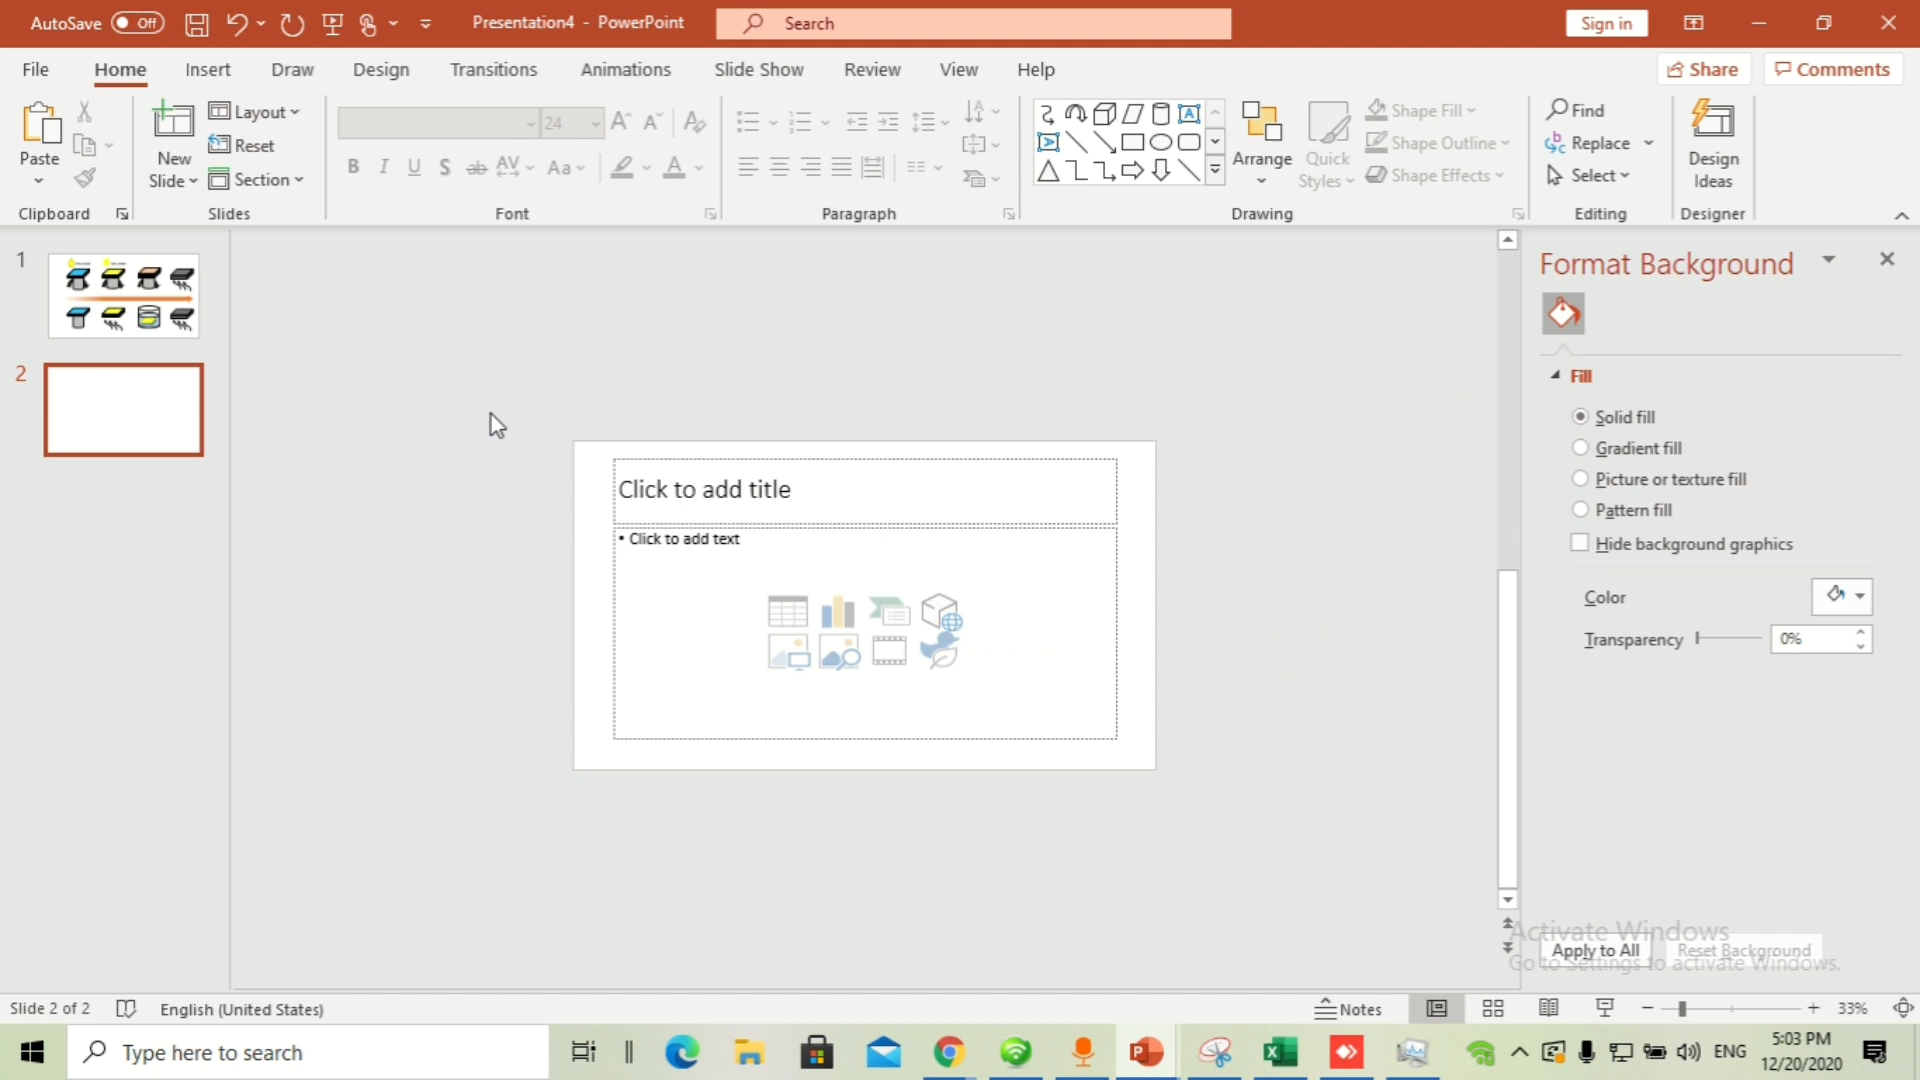 AutoSave Off Presentation4 - PowerPoint Search Sign in
File Home Insert Draw Design Transitions Animations Slide Show Review View Help Share Comments
Paste
Clipboard
New
Slide
Layout
Reset
Section
Slides
24
B I U S ab AV Aa A
Font
Paragraph
Arrange
Quick
Styles
Shape Fill
Shape Outline
Shape Effects
Drawing
Find
Replace
Select
Editing
Design
Ideas
Designer
1
2
Click to add title
• Click to add text
Format Background
Fill
Solid fill
Gradient fill
Picture or texture fill
Pattern fill
Hide background graphics
Color
Transparency 0%
Activate Windows
Go to Settings to activate Windows.
Apply to All Reset Background
Slide 2 of 2 English (United States) Notes 33%
Type here to search ENG 5:03 PM
12/20/2020